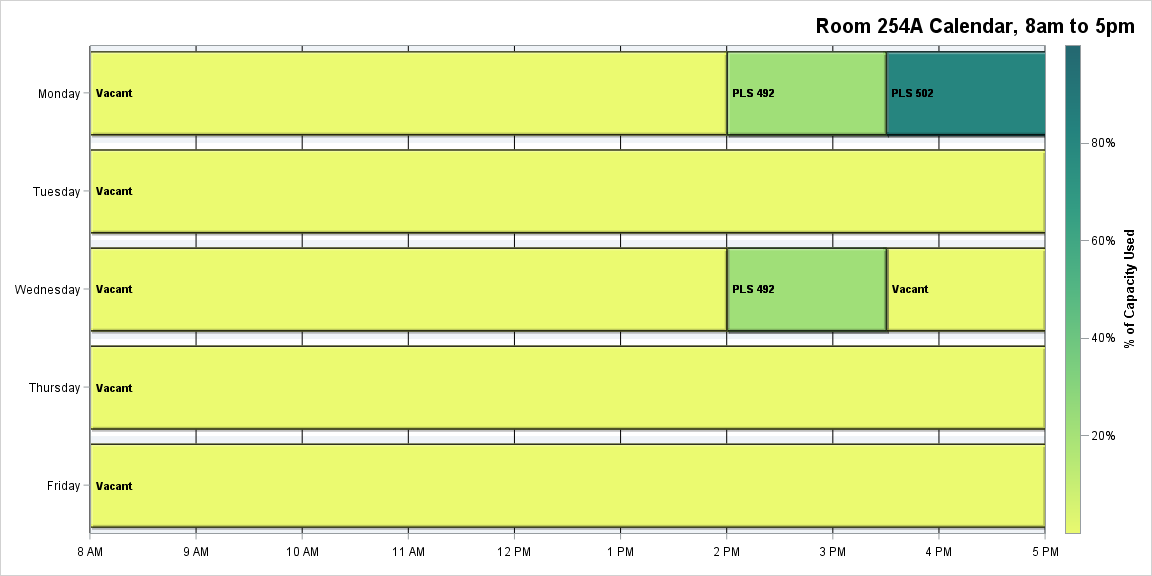 Room 254A Calendar, 8am to 5pm
Monday
Vacant
PLS 492
PLS 502
80%
Tuesday
Vacant
60%
Wednesday
Vacant
PLS 492
Vacant
% of Capacity Used
40%
Thursday
Vacant
20%
Friday
Vacant
8 AM 9 AM 10 AM 11 AM 12 PM 1 PM 2 PM 3 PM 4 PM 5 PM